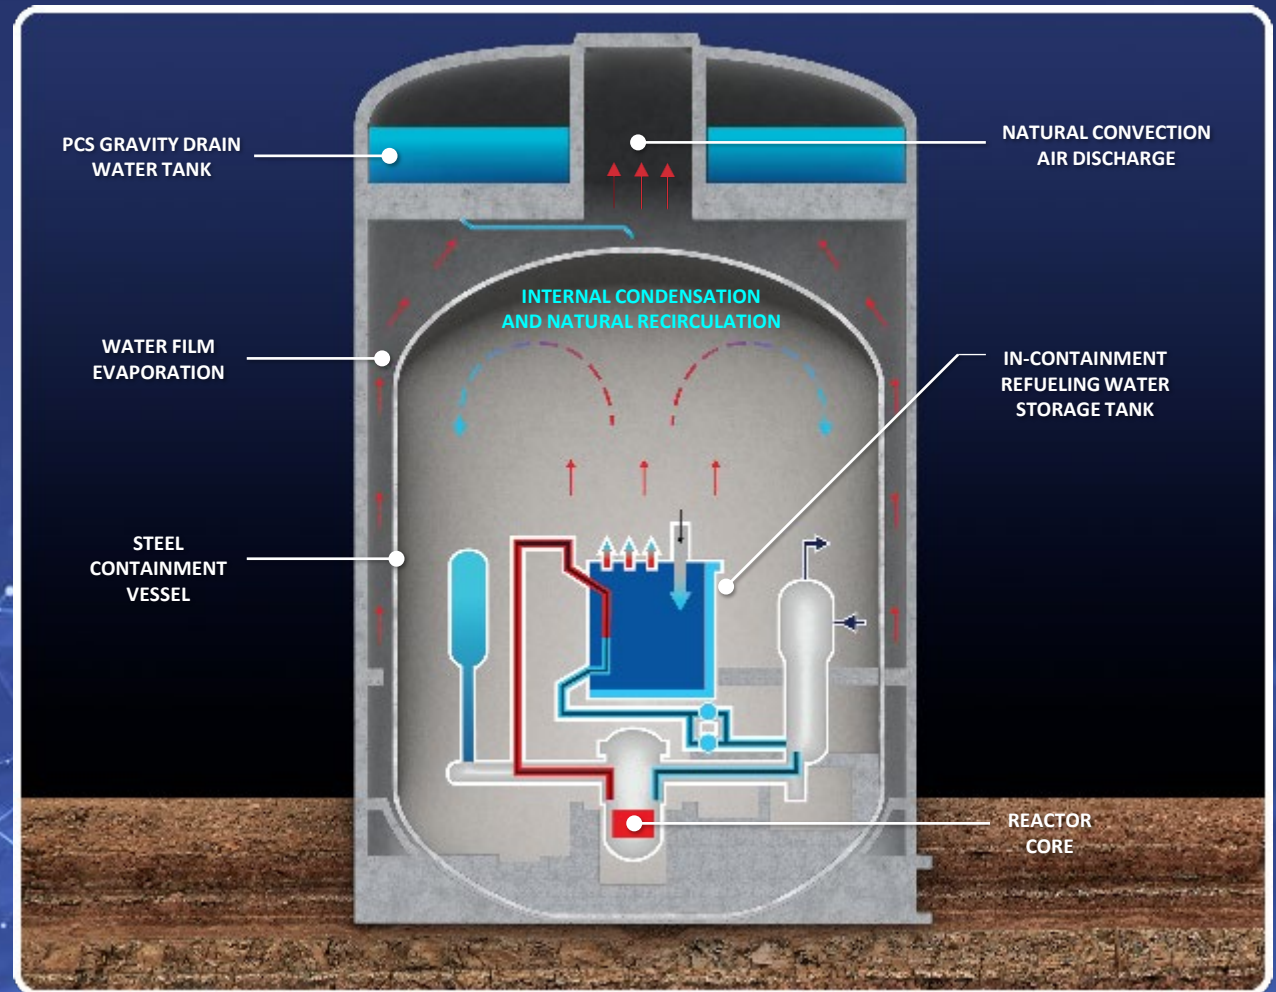 PCS GRAVITY DRAIN
WATER TANK
NATURAL CONVECTION
AIR DISCHARGE
INTERNAL CONDENSATION
AND NATURAL RECIRCULATION
WATER FILM
EVAPORATION
IN-CONTAINMENT
REFUELING WATER
STORAGE TANK
STEEL
CONTAINMENT
VESSEL
REACTOR
CORE